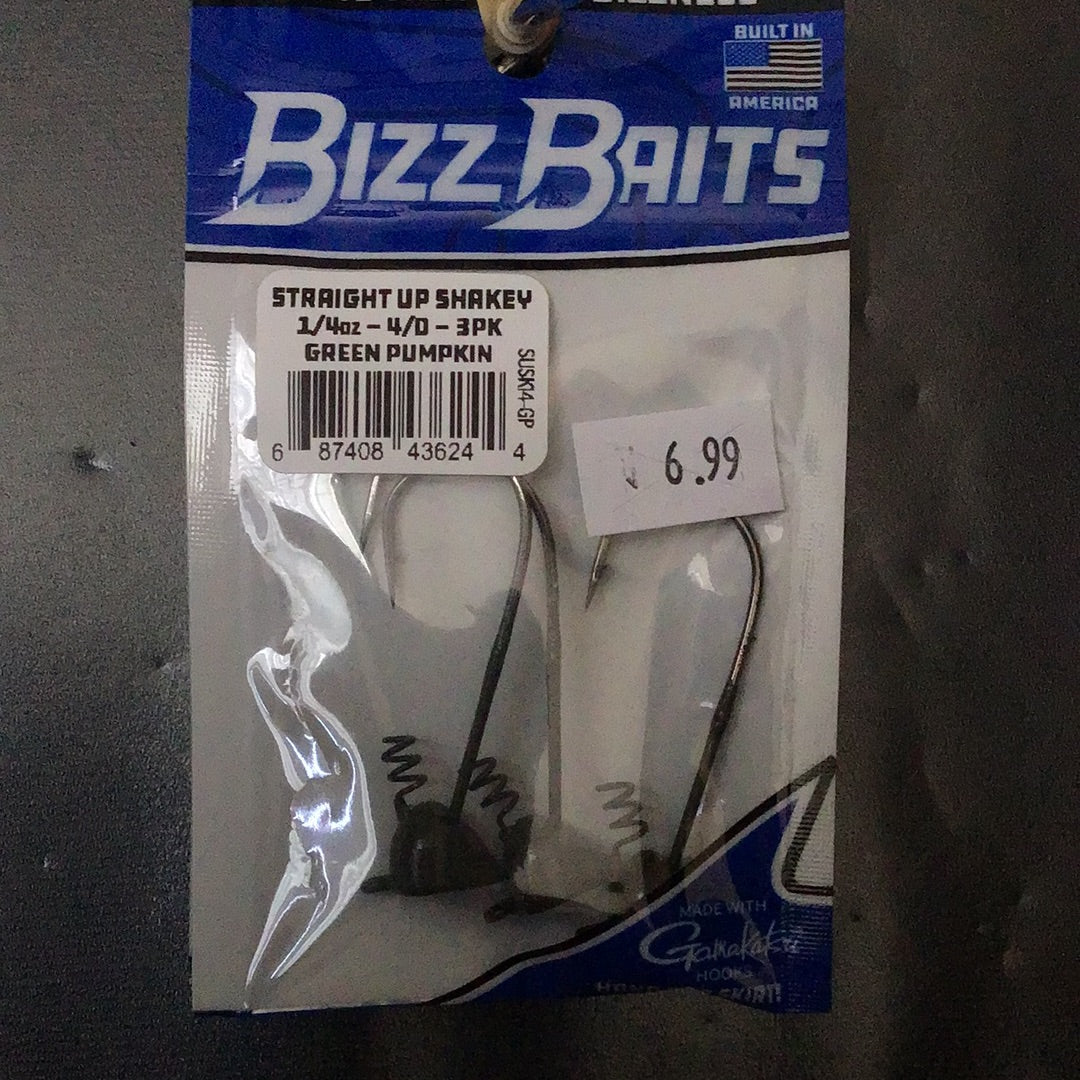 BUILT IN
AMERICA
BIZZ BAITS
STRAIGHT UP SHAKEY
1/4oz – 4/0 – 3PK
GREEN PUMPKIN
SUSK14-GP
6 87408 43624 4
6.99
MADE WITH
Gamakatsu
HOOKS